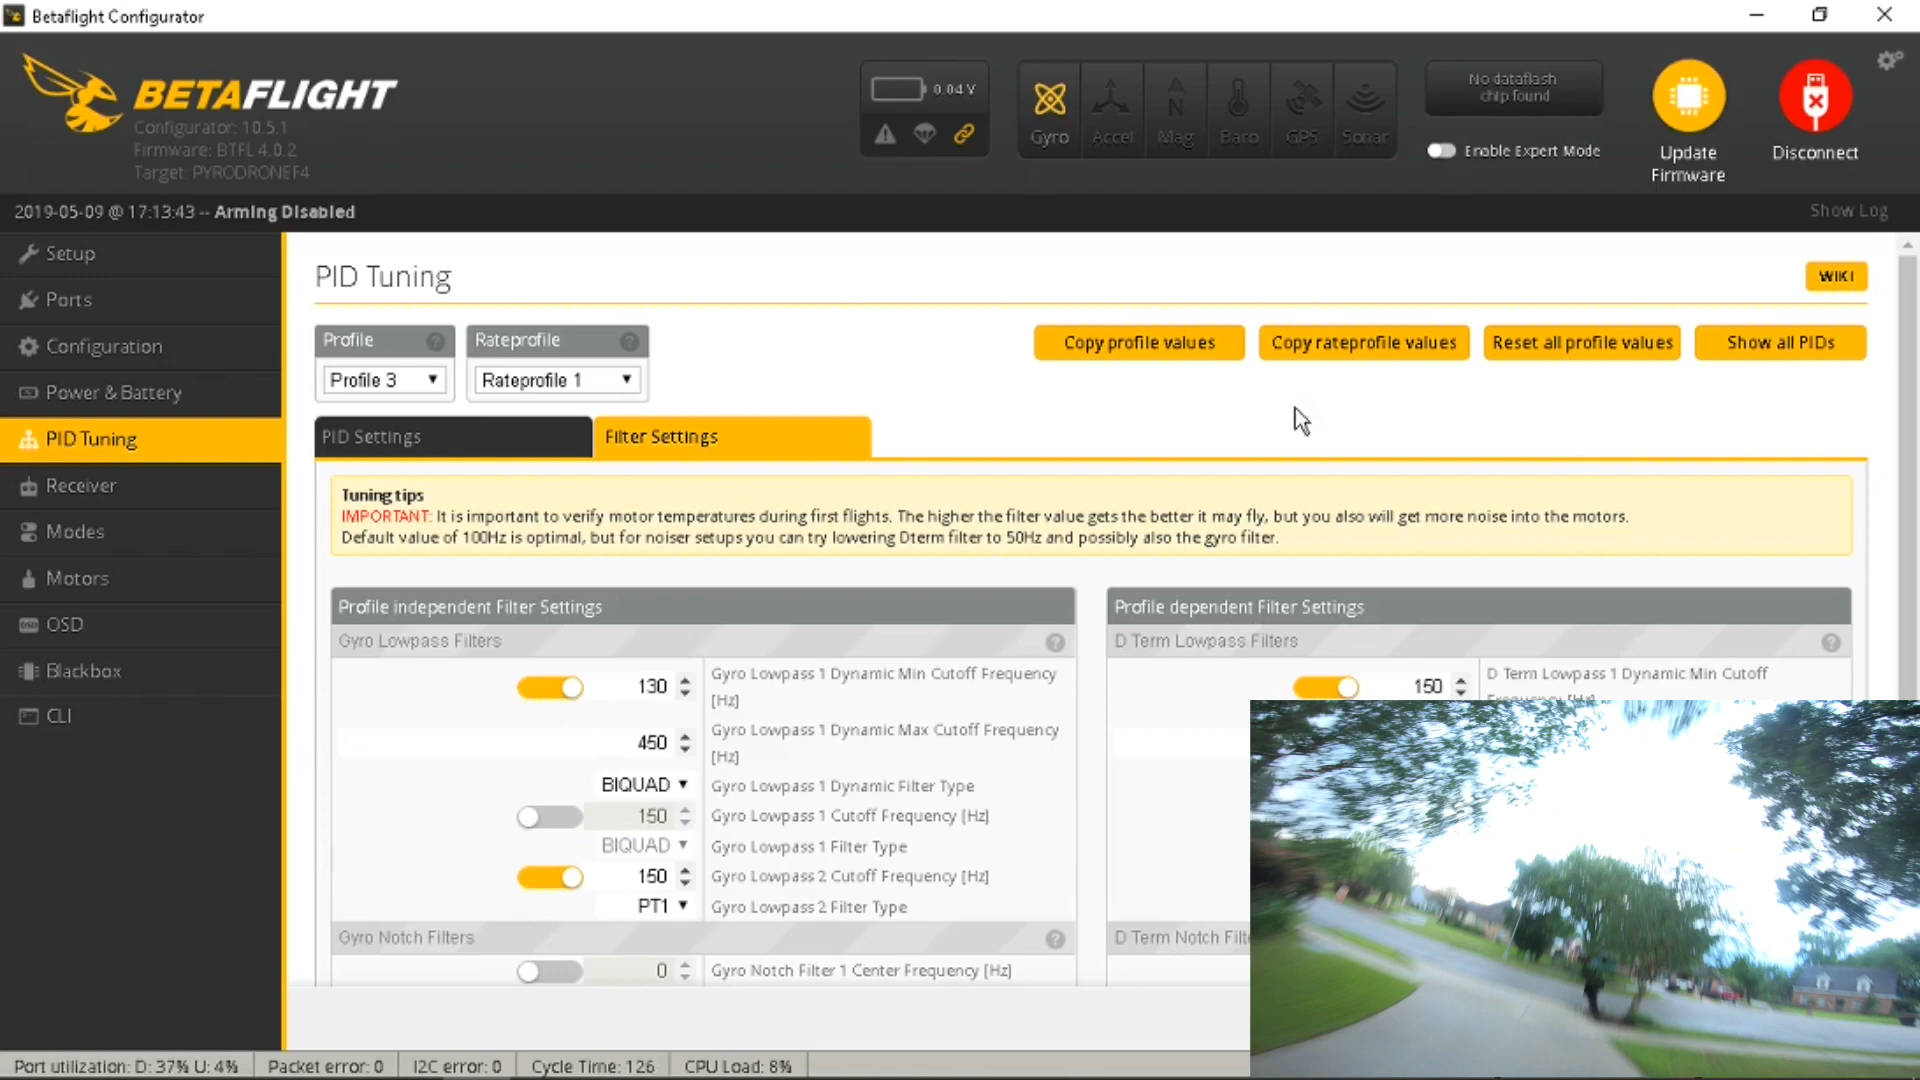 Betaflight Configurator
BETAFLIGHT
Configurator: 10.5.1
Firmware: BTFL 4.0.2
Target: PYRODRONEF4
0.04 V
Gyro
Accel
Mag
Baro
GPS
Sonar
No dataflash
chip found
Enable Expert Mode
Update
Firmware
Disconnect
2019-05-09 @ 17:13:43 -- Arming Disabled
Show Log
Setup
Ports
Configuration
Power & Battery
PID Tuning
Receiver
Modes
Motors
OSD
Blackbox
CLI
PID Tuning
WIKI
Profile
Profile 3
Rateprofile
Rateprofile 1
Copy profile values
Copy rateprofile values
Reset all profile values
Show all PIDs
PID Settings
Filter Settings
Tuning tips
IMPORTANT: It is important to verify motor temperatures during first flights. The higher the filter value gets the better it may fly, but you also will get more noise into the motors.
Default value of 100Hz is optimal, but for noiser setups you can try lowering Dterm filter to 50Hz and possibly also the gyro filter.
Profile independent Filter Settings
Gyro Lowpass Filters
130 Gyro Lowpass 1 Dynamic Min Cutoff Frequency
[Hz]
450 Gyro Lowpass 1 Dynamic Max Cutoff Frequency
[Hz]
BIQUAD Gyro Lowpass 1 Dynamic Filter Type
150 Gyro Lowpass 1 Cutoff Frequency [Hz]
BIQUAD Gyro Lowpass 1 Filter Type
150 Gyro Lowpass 2 Cutoff Frequency [Hz]
PT1 Gyro Lowpass 2 Filter Type
Gyro Notch Filters
0 Gyro Notch Filter 1 Center Frequency [Hz]
Profile dependent Filter Settings
D Term Lowpass Filters
150 D Term Lowpass 1 Dynamic Min Cutoff
Frequency [Hz]
D Term Notch
Port utilization: D: 37% U: 4%
Packet error: 0
I2C error: 0
Cycle Time: 126
CPU Load: 8%